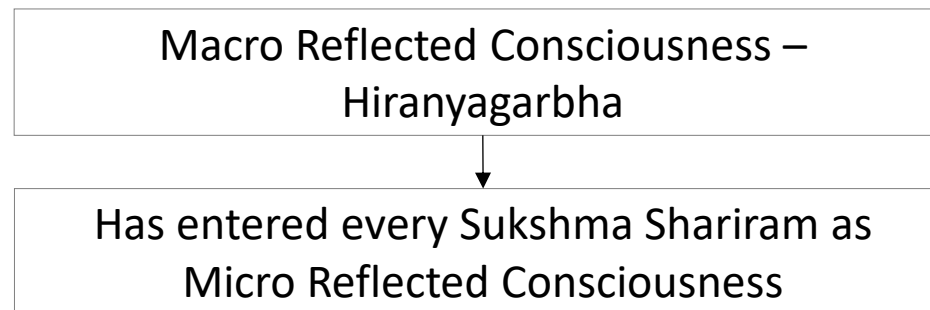 Macro Reflected Consciousness –
Hiranyagarbha
Has entered every Sukshma Shariram as
Micro Reflected Consciousness